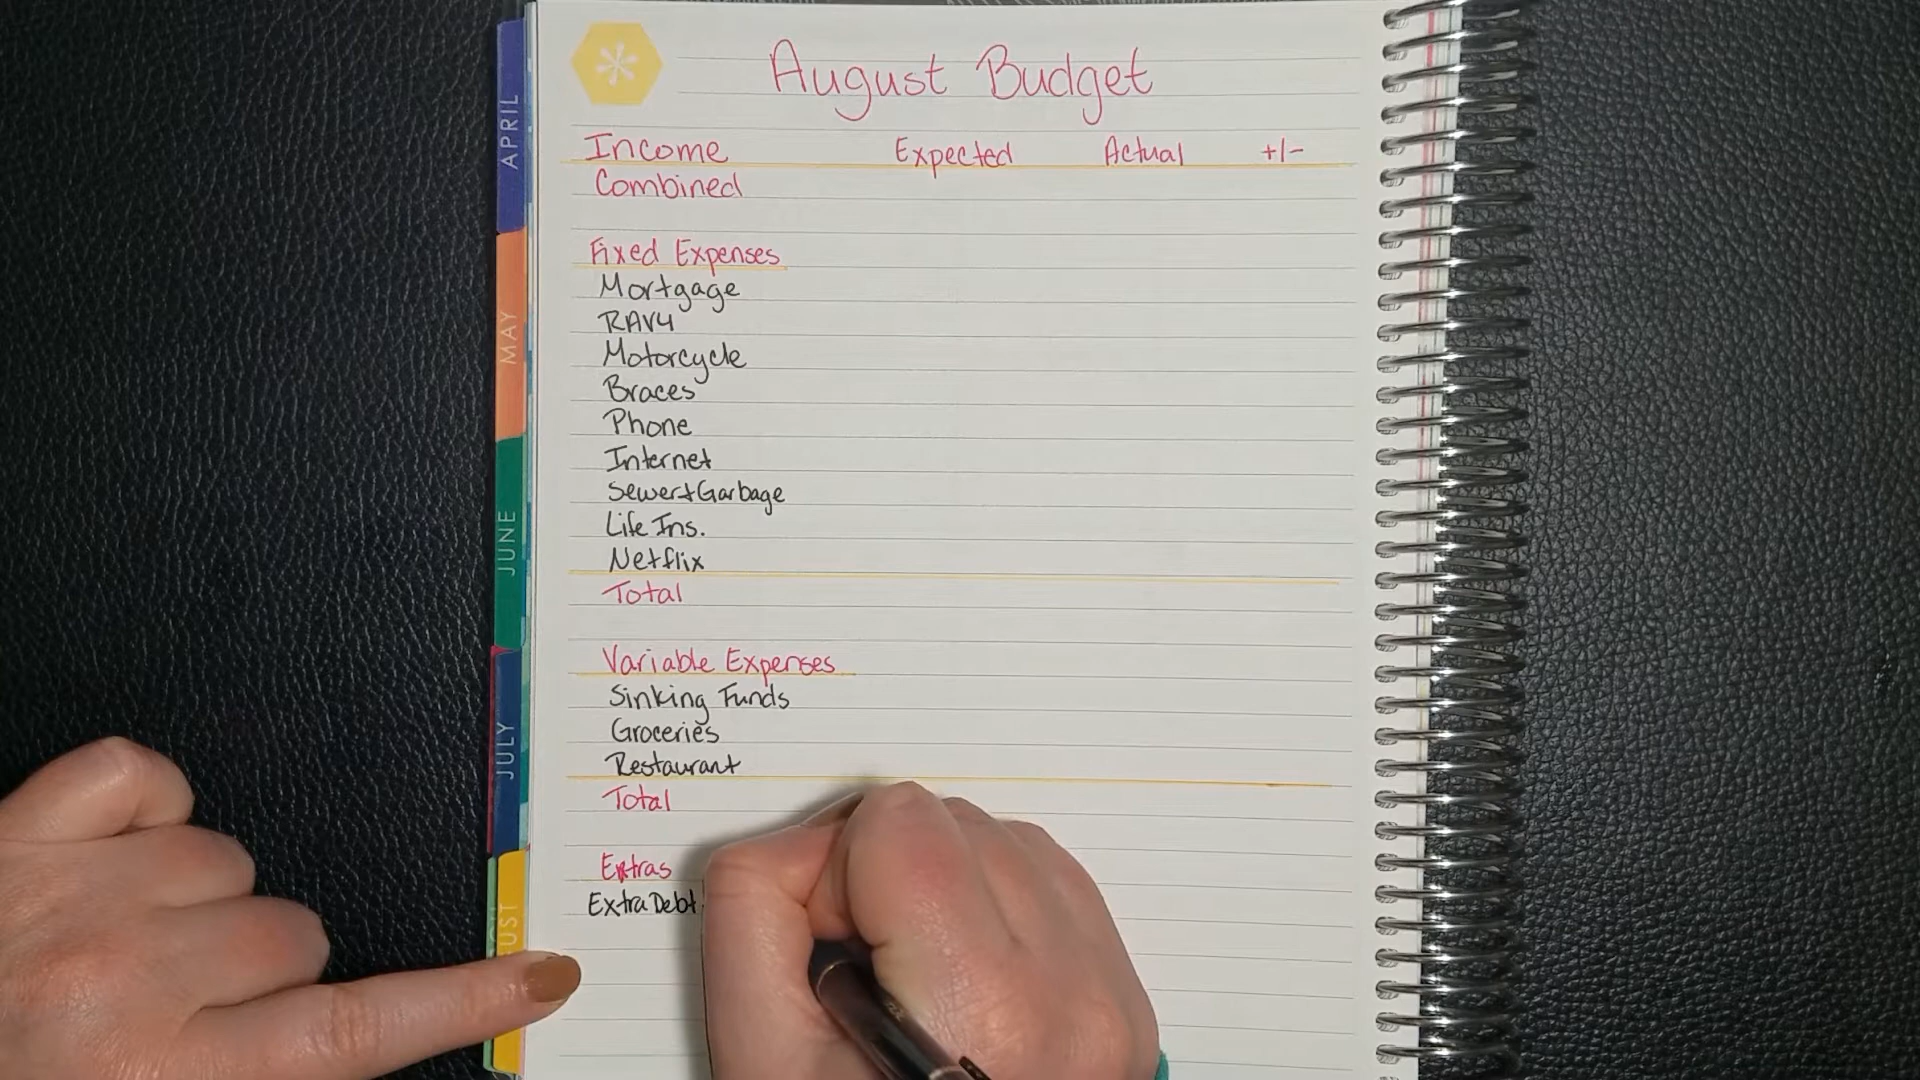 August Budget
Income Expected Actual +/-
Combined
Fixed Expenses
Mortgage
RAV4
Motorcycle
Braces
Phone
Internet
Sewer+Garbage
Life Ins.
Netflix
Total
Variable Expenses
Sinking Funds
Groceries
Restaurant
Total
Extras
Extra Debt
APRIL
MAY
JUNE
JULY
UST